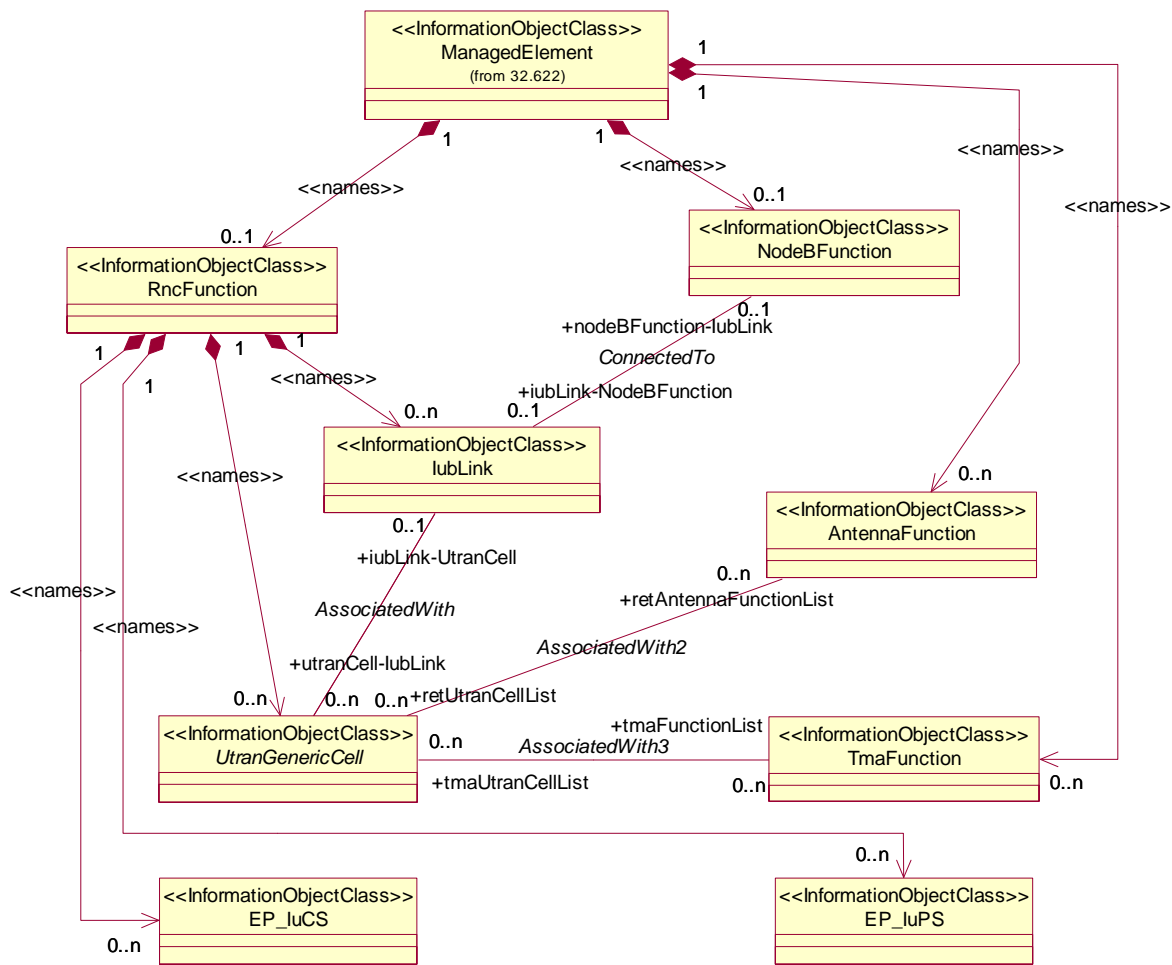 <<InformationObjectClass>>
ManagedElement
(from 32.622)
1
1
1
1
<<names>>
<<names>>
<<names>>
<<names>>
0..1
0..1
<<InformationObjectClass>>
NodeBFunction
<<InformationObjectClass>>
RncFunction
0..1
+nodeBFunction-IubLink
ConnectedTo
+iubLink-NodeBFunction
0..1
1
1
1
1
<<names>>
0..n
<<InformationObjectClass>>
IubLink
<<names>>
0..n
<<InformationObjectClass>>
AntennaFunction
0..1
+iubLink-UtranCell
AssociatedWith
+utranCell-IubLink
0..n
0..n
<<names>>
<<names>>
0..n
+retAntennaFunctionList
AssociatedWith2
0..n
+retUtranCellList
<<InformationObjectClass>>
UtranGenericCell
0..n
+tmaFunctionList
AssociatedWith3
+tmaUtranCellList
0..n
<<InformationObjectClass>>
TmaFunction
0..n
0..n
<<InformationObjectClass>>
EP_IuCS
0..n
<<InformationObjectClass>>
EP_IuPS